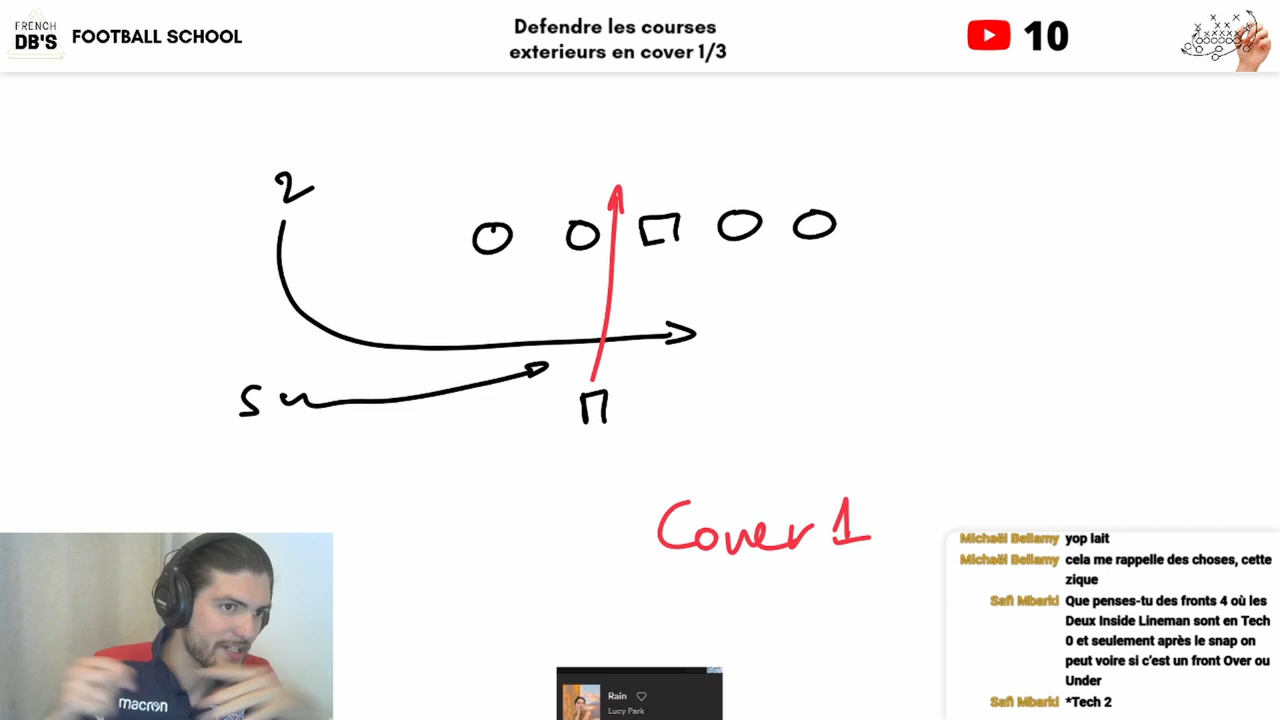 FRENCH
DB'S
FOOTBALL SCHOOL
Defendre les courses
exterieurs en cover 1/3
10
2
S
M
Cover 1
macron
Rain
Lucy Park
Michaël Bellamy yop lait
Michaël Bellamy cela me rappelle des choses, cette
zique
Safi Mbarki Que penses-tu des fronts 4 où les
Deux Inside Lineman sont en Tech
0 et seulement après le snap on
peut voire si c'est un front Over ou
Under
Safi Mbarki *Tech 2